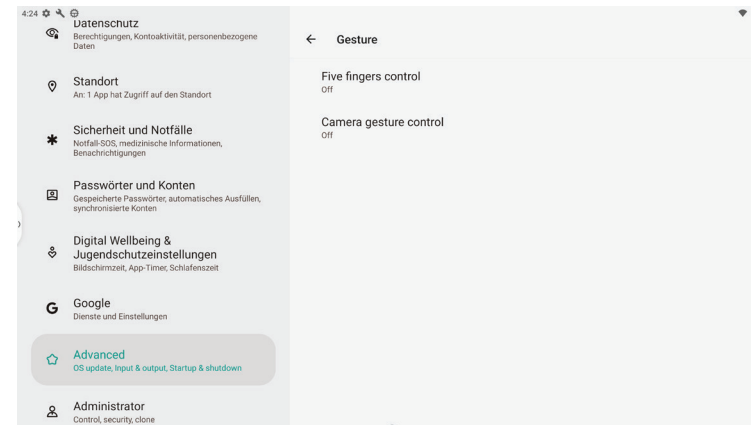 4:24
Datenschutz
Berechtigungen, Kontoaktivität, personenbezogene
Daten
Standort
An: 1 App hat Zugriff auf den Standort
Sicherheit und Notfälle
Notfall-SOS, medizinische Informationen,
Benachrichtigungen
Passwörter und Konten
Gespeicherte Passwörter, automatisches Ausfüllen,
synchronisierte Konten
Digital Wellbeing &
Jugendschutzeinstellungen
Bildschirmzeit, App-Timer, Schlafenszeit
Google
Dienste und Einstellungen
Advanced
OS update, Input & output, Startup & shutdown
Administrator
Control, security, clone
Gesture
Five fingers control
Off
Camera gesture control
Off